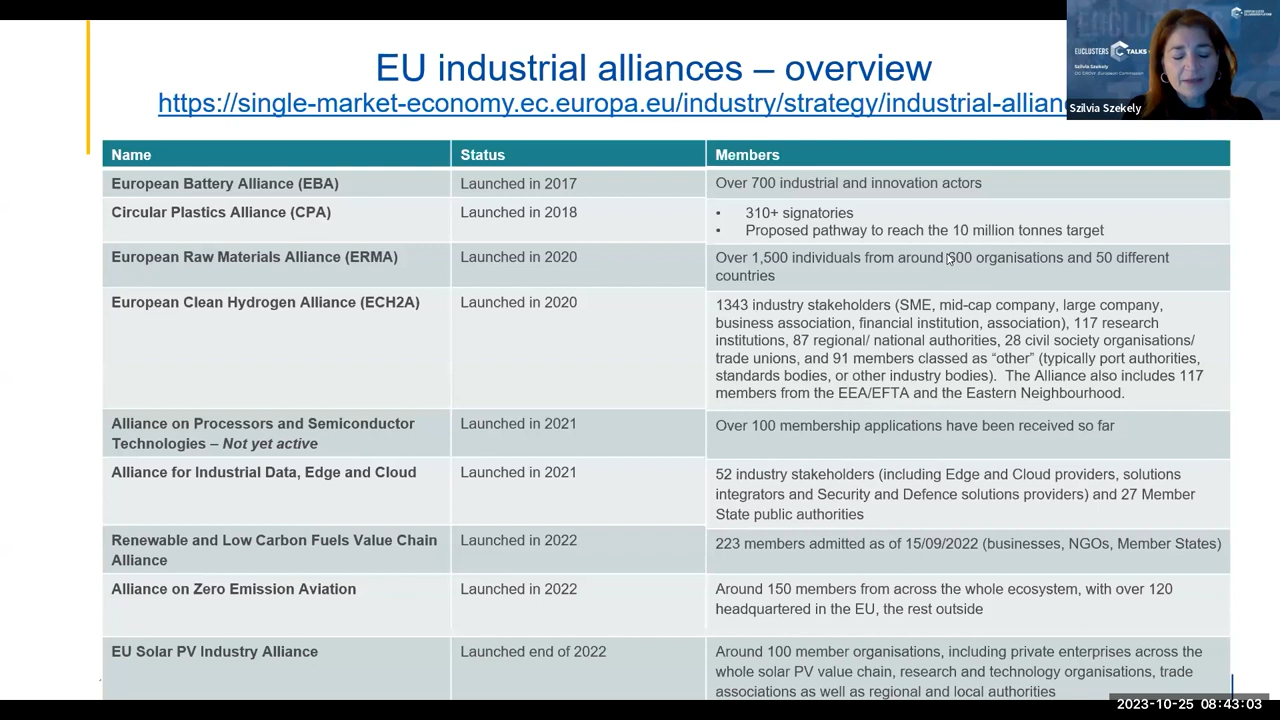 EU industrial alliances – overview
https://single-market-economy.ec.europa.eu/industry/strategy/industrial-allian
EUCLUSTERS TALKS
Szilvia Szekely
DG GROW, European Commission
Szilvia Szekely
Name Status Members
European Battery Alliance (EBA) Launched in 2017 Over 700 industrial and innovation actors
Circular Plastics Alliance (CPA) Launched in 2018 ▪ 310+ signatories
▪ Proposed pathway to reach the 10 million tonnes target
European Raw Materials Alliance (ERMA) Launched in 2020 Over 1,500 individuals from around 600 organisations and 50 different
countries
European Clean Hydrogen Alliance (ECH2A) Launched in 2020 1343 industry stakeholders (SME, mid-cap company, large company,
business association, financial institution, association), 117 research
institutions, 87 regional/ national authorities, 28 civil society organisations/
trade unions, and 91 members classed as “other” (typically port authorities,
standards bodies, or other industry bodies). The Alliance also includes 117
members from the EEA/EFTA and the Eastern Neighbourhood.
Alliance on Processors and Semiconductor Launched in 2021 Over 100 membership applications have been received so far
Technologies – Not yet active
Alliance for Industrial Data, Edge and Cloud Launched in 2021 52 industry stakeholders (including Edge and Cloud providers, solutions
integrators and Security and Defence solutions providers) and 27 Member
State public authorities
Renewable and Low Carbon Fuels Value Chain Launched in 2022 223 members admitted as of 15/09/2022 (businesses, NGOs, Member States)
Alliance
Alliance on Zero Emission Aviation Launched in 2022 Around 150 members from across the whole ecosystem, with over 120
headquartered in the EU, the rest outside
EU Solar PV Industry Alliance Launched end of 2022 Around 100 member organisations, including private enterprises across the
whole solar PV value chain, research and technology organisations, trade
associations as well as regional and local authorities
2023-10-25 08:43:03